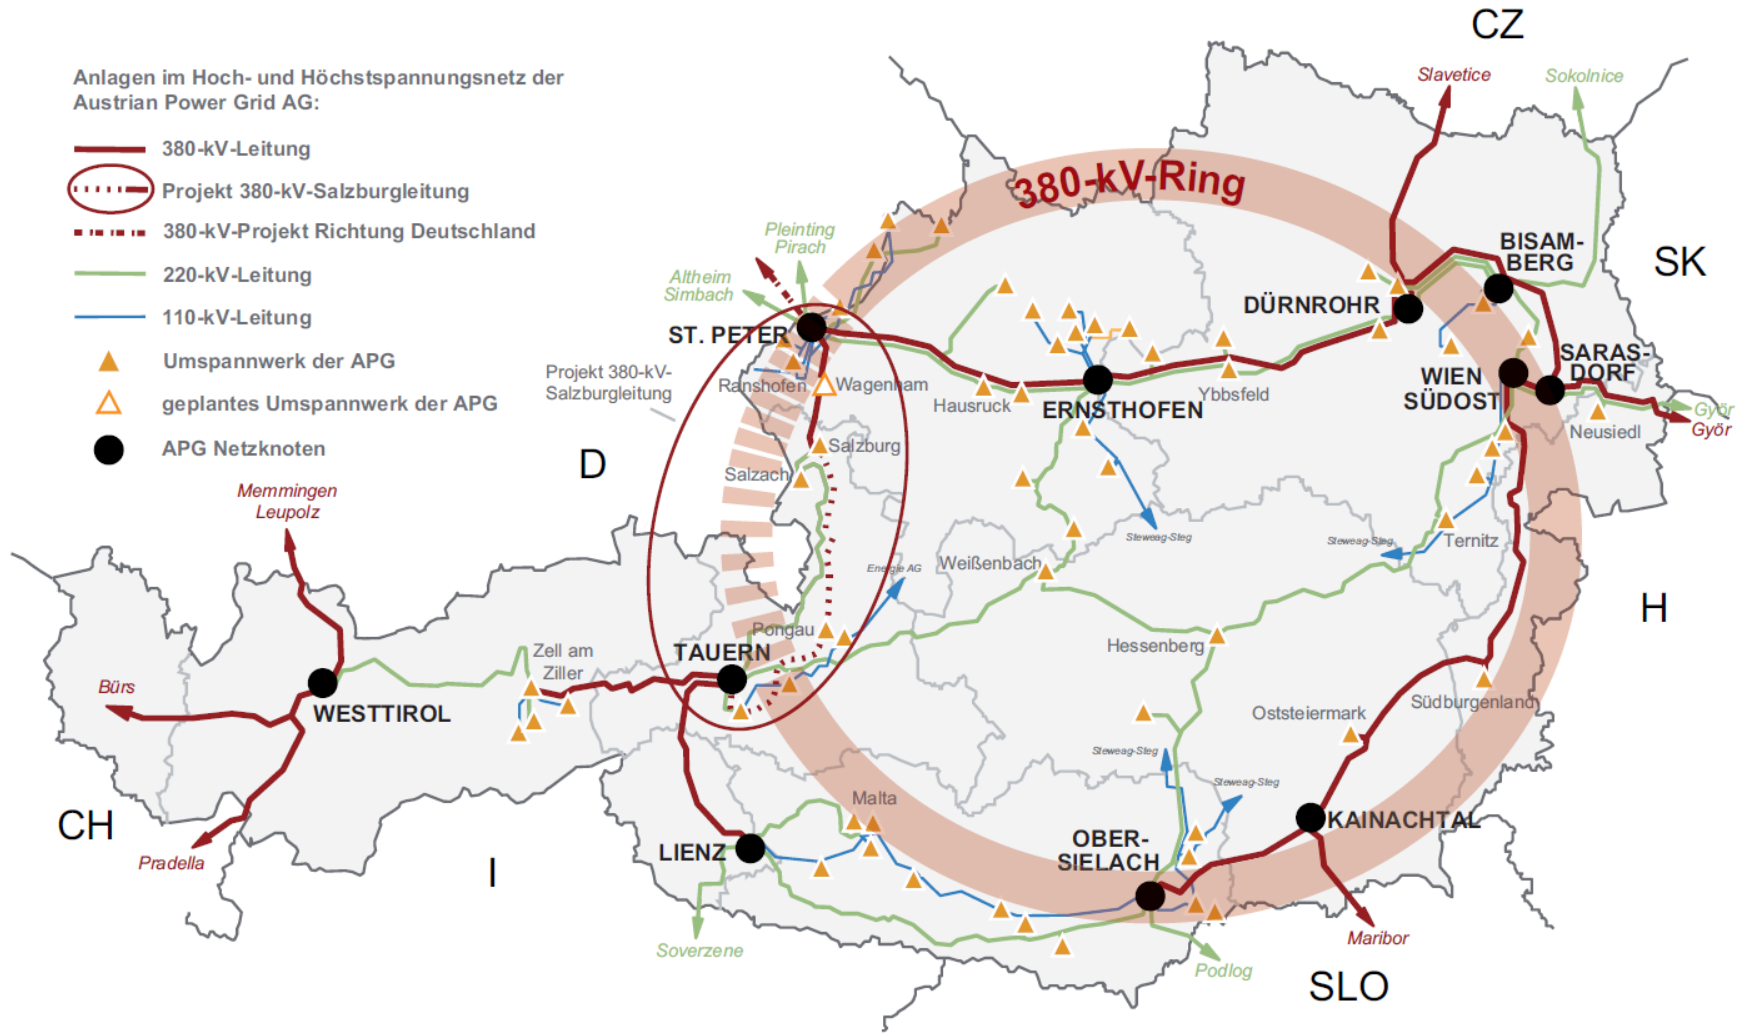 CZ
Anlagen im Hoch- und Höchstspannungsnetz der
Austrian Power Grid AG:
380-kV-Leitung
Projekt 380-kV-Salzburgleitung
380-kV-Projekt Richtung Deutschland
220-kV-Leitung
110-kV-Leitung
Umspannwerk der APG
geplantes Umspannwerk der APG
APG Netzknoten
Slavetice
Sokolnice
380-kV-Ring
Pleinting
Pirach
Altheim
Simbach
BISAM-
BERG
SK
DÜRNROHR
ST. PETER
SARAS-
DORF
Projekt 380-kV-
Salzburgleitung
Ranshofen
Wagenham
Hausruck
ERNSTHOFEN
Ybbsfeld
WIEN
SÜDOST
Györ
Györ
Neusiedl
D
Salzburg
Salzach
Memmingen
Leupolz
Steweag-Steg
Steweag-Steg
Ternitz
Energie AG
Weißenbach
H
Pongau
Hessenberg
TAUERN
Zell am
Ziller
Bürs
WESTTIROL
Südburgenland
Oststeiermark
Steweag-Steg
Steweag-Steg
Malta
CH
KAINACHTAL
OBER-
SIELACH
LIENZ
Pradella
I
Soverzene
Maribor
Podlog
SLO